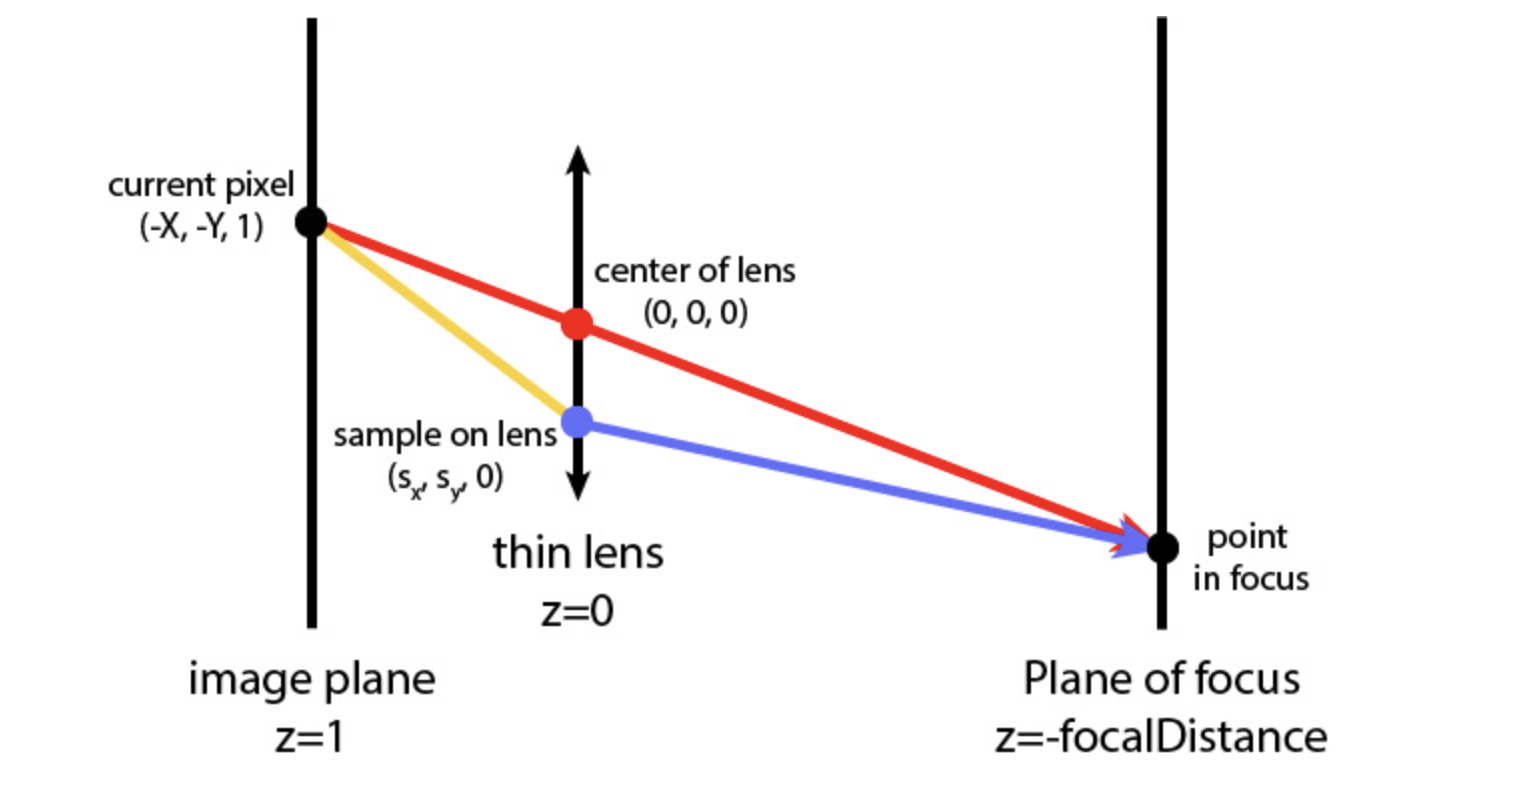 current pixel
(-X, -Y, 1)
center of lens
(0, 0, 0)
sample on lens
(sx, sy, 0)
thin lens
z=0
point
in focus
image plane
z=1
Plane of focus
z=-focalDistance